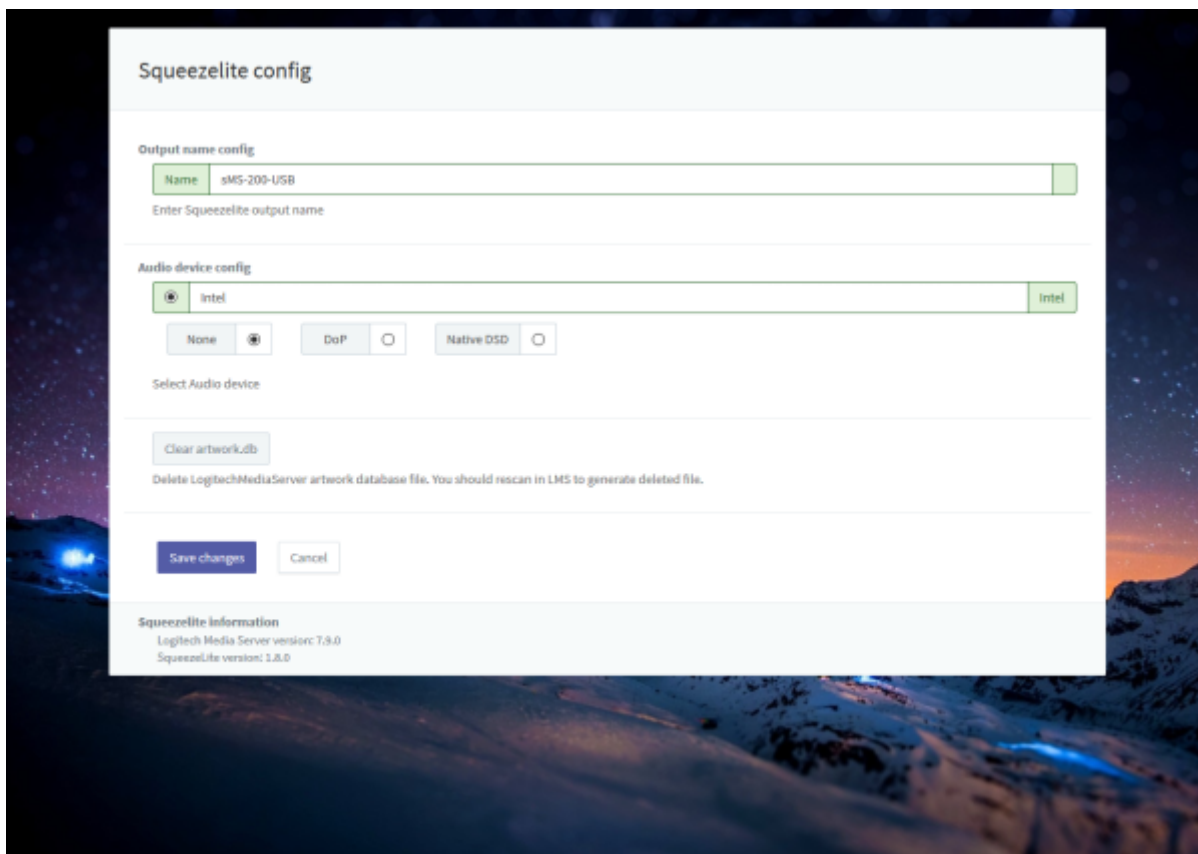 Squeezelite config
Output name config
Name sMS-200-USB
Enter Squeezelite output name
Audio device config
Intel Intel
None DoP Native DSD
Select Audio device
Clear artwork.db
Delete LogitechMediaServer artwork database file. You should rescan in LMS to generate deleted file.
Save changes Cancel
Squeezelite information
Logitech Media Server version: 7.9.0
SqueezeLite version: 1.8.0